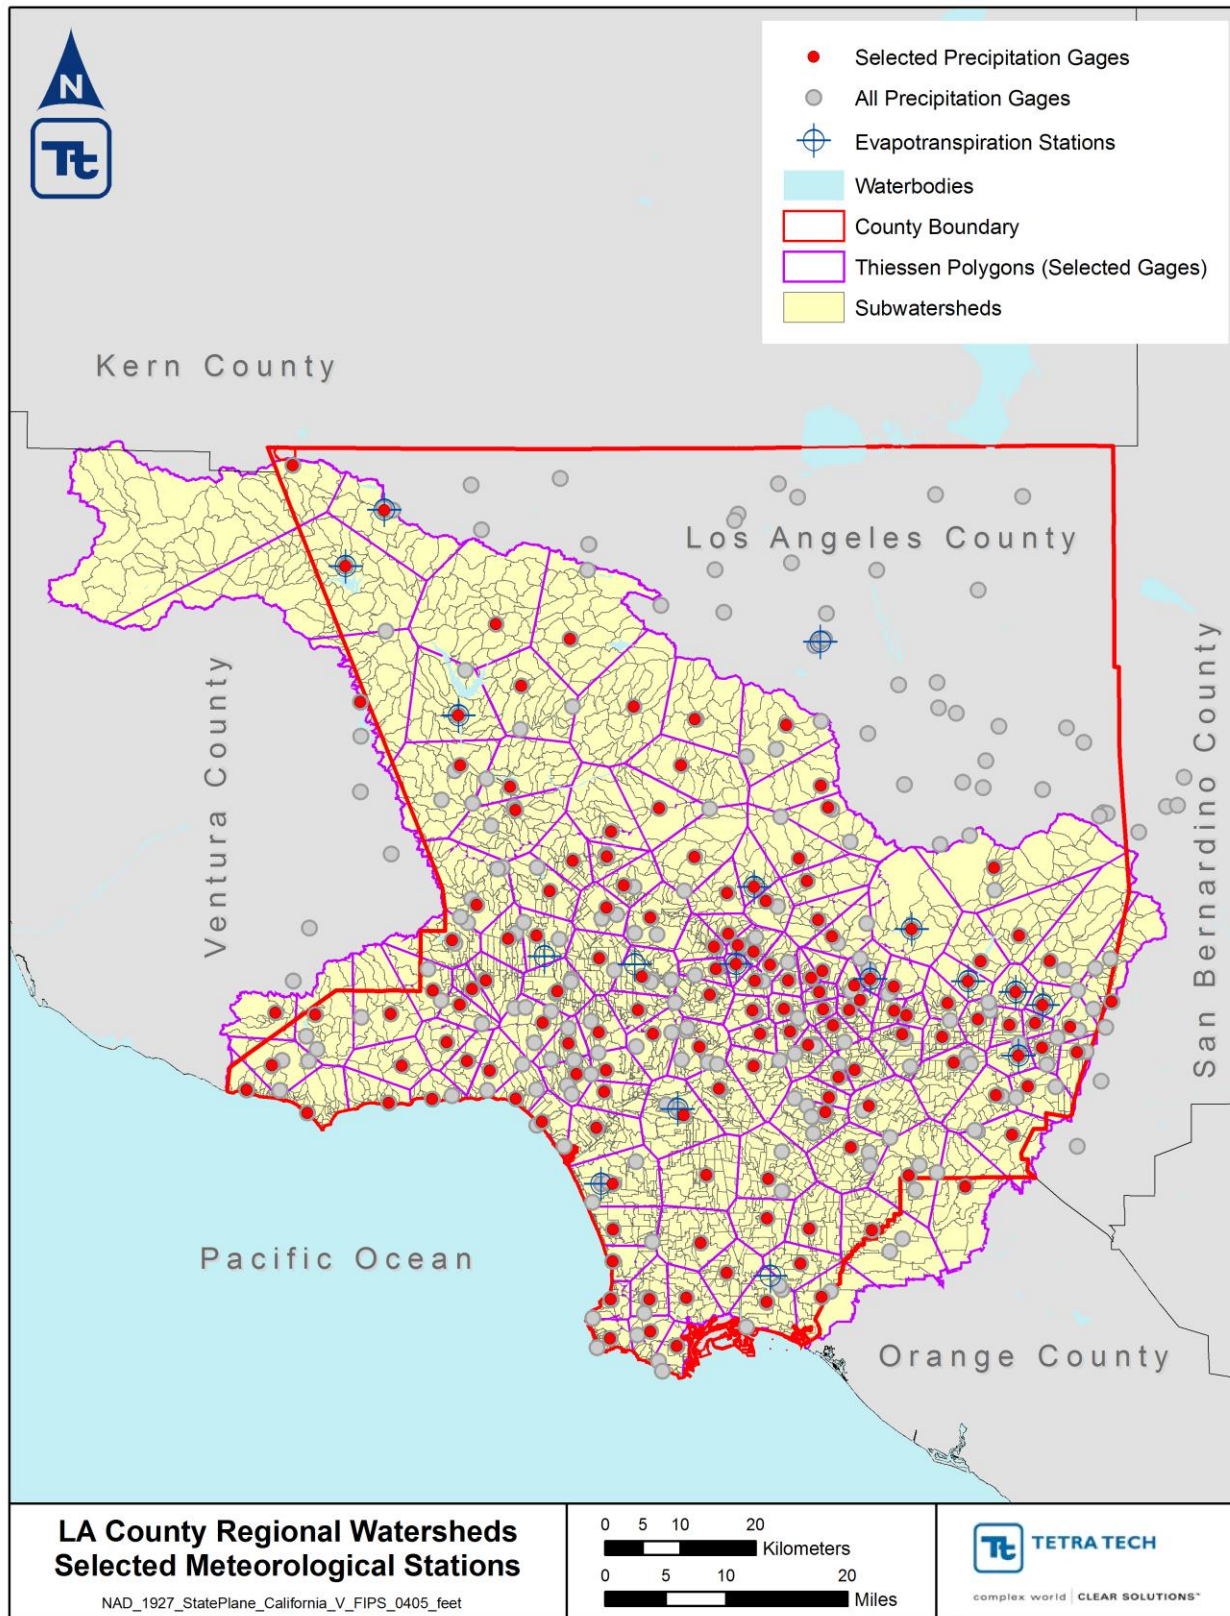 N
Tt
Selected Precipitation Gages
All Precipitation Gages
Evapotranspiration Stations
Waterbodies
County Boundary
Thiessen Polygons (Selected Gages)
Subwatersheds
Kern County
Los Angeles County
Ventura County
San Bernardino County
Pacific Ocean
Orange County
LA County Regional Watersheds
Selected Meteorological Stations
NAD_1927_StatePlane_California_V_FIPS_0405_feet
0 5 10 20
Kilometers
0 5 10 20
Miles
Tt TETRA TECH
complex world | CLEAR SOLUTIONS™